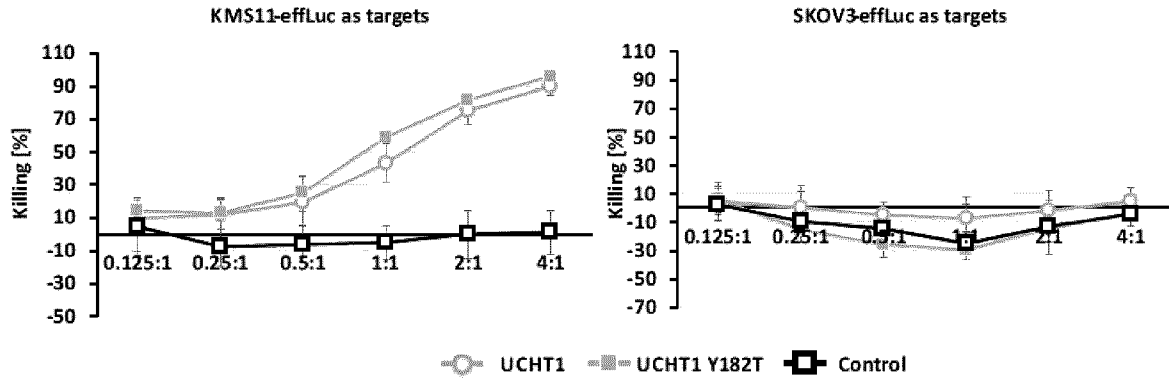 KMS11-effLuc as targets
Killing [%]
110
90
70
50
30
10
-10
-30
-50
0.125:1 0.25:1 0.5:1 1:1 2:1 4:1
SKOV3-effLuc as targets
Killing [%]
110
90
70
50
30
10
-10
-30
-50
-70
0.125:1 0.25:1 0.5:1 1:1 2:1 4:1
UCHT1 UCHT1 Y182T Control